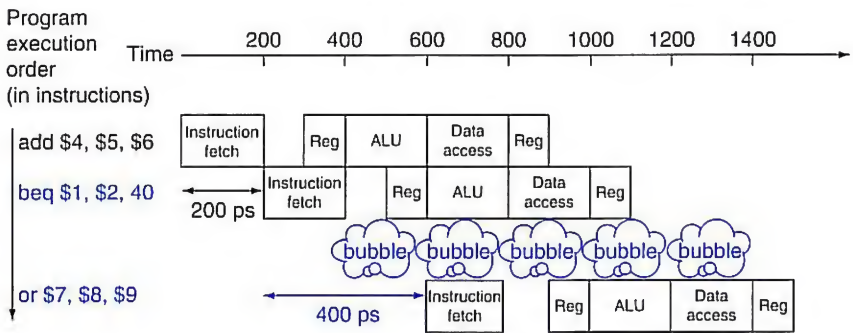 Program
execution
order
(in instructions)
Time
200 400 600 800 1000 1200 1400
add $4, $5, $6
Instruction
fetch
Reg
ALU
Data
access
Reg
beq $1, $2, 40
200 ps
Instruction
fetch
Reg
ALU
Data
access
Reg
bubble bubble bubble bubble bubble
or $7, $8, $9
400 ps
Instruction
fetch
Reg
ALU
Data
access
Reg